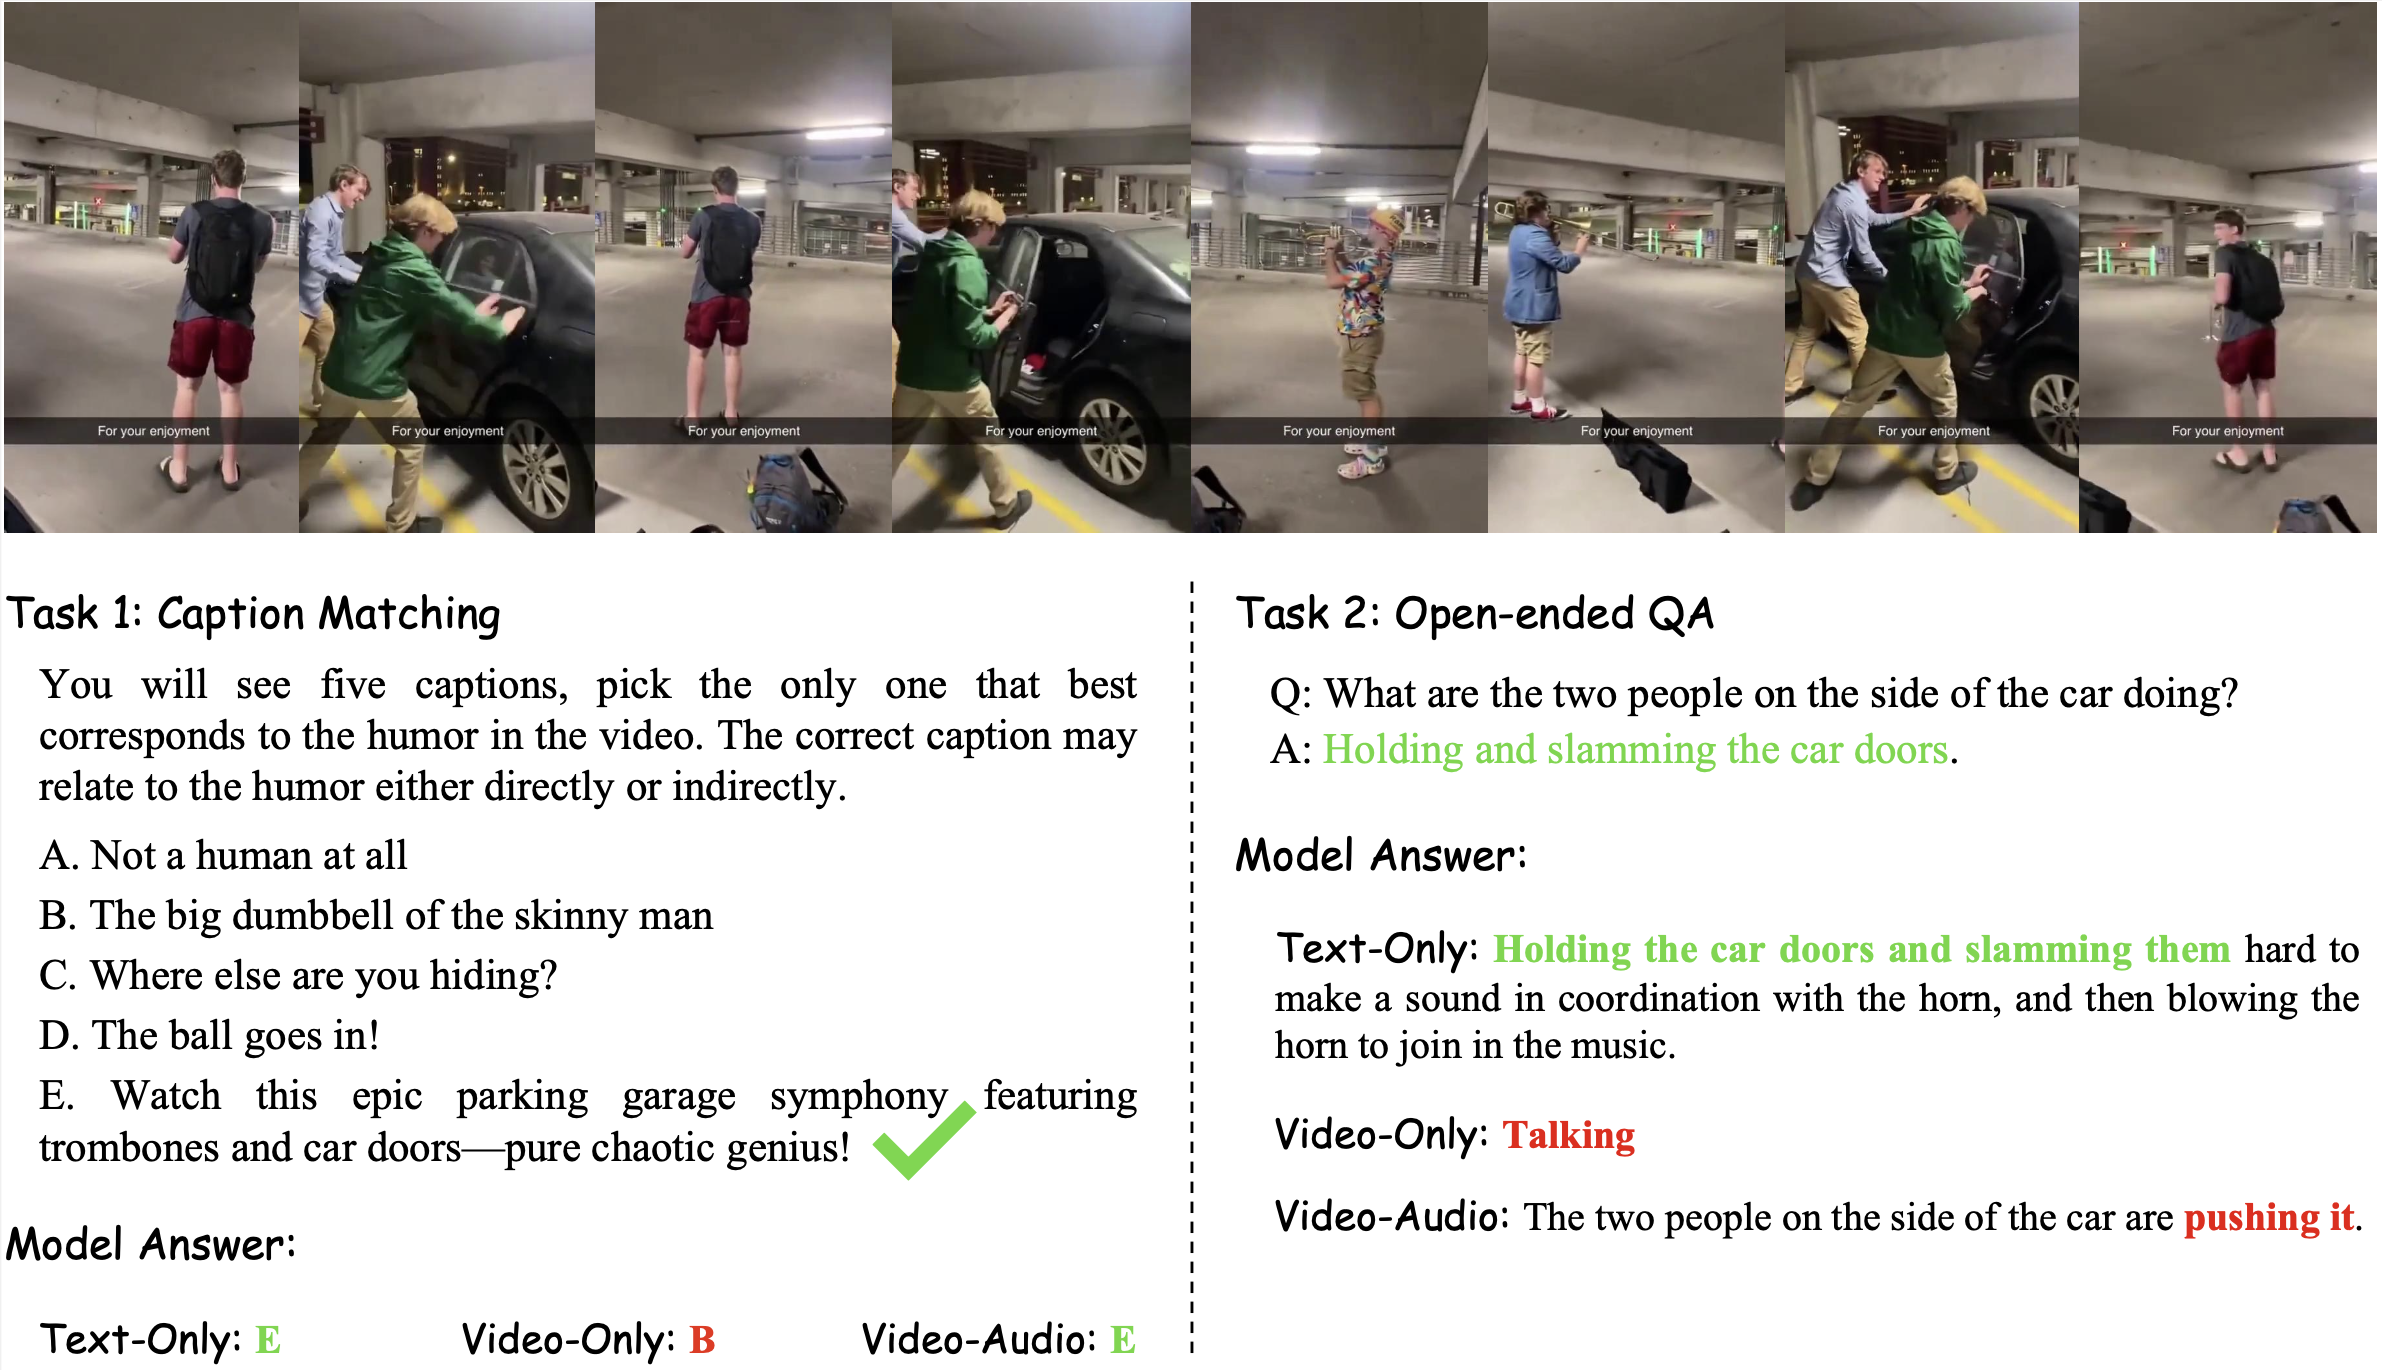 For your enjoyment
For your enjoyment
For your enjoyment
For your enjoyment
For your enjoyment
For your enjoyment
For your enjoyment
For your enjoyment
Task 1: Caption Matching
You will see five captions, pick the only one that best
corresponds to the humor in the video. The correct caption may
relate to the humor either directly or indirectly.
A. Not a human at all
B. The big dumbbell of the skinny man
C. Where else are you hiding?
D. The ball goes in!
E. Watch this epic parking garage symphony featuring
trombones and car doors—pure chaotic genius!
Model Answer:
Text-Only: E
Video-Only: B
Video-Audio: E
Task 2: Open-ended QA
Q: What are the two people on the side of the car doing?
A: Holding and slamming the car doors.
Model Answer:
Text-Only: Holding the car doors and slamming them hard to
make a sound in coordination with the horn, and then blowing the
horn to join in the music.
Video-Only: Talking
Video-Audio: The two people on the side of the car are pushing it.